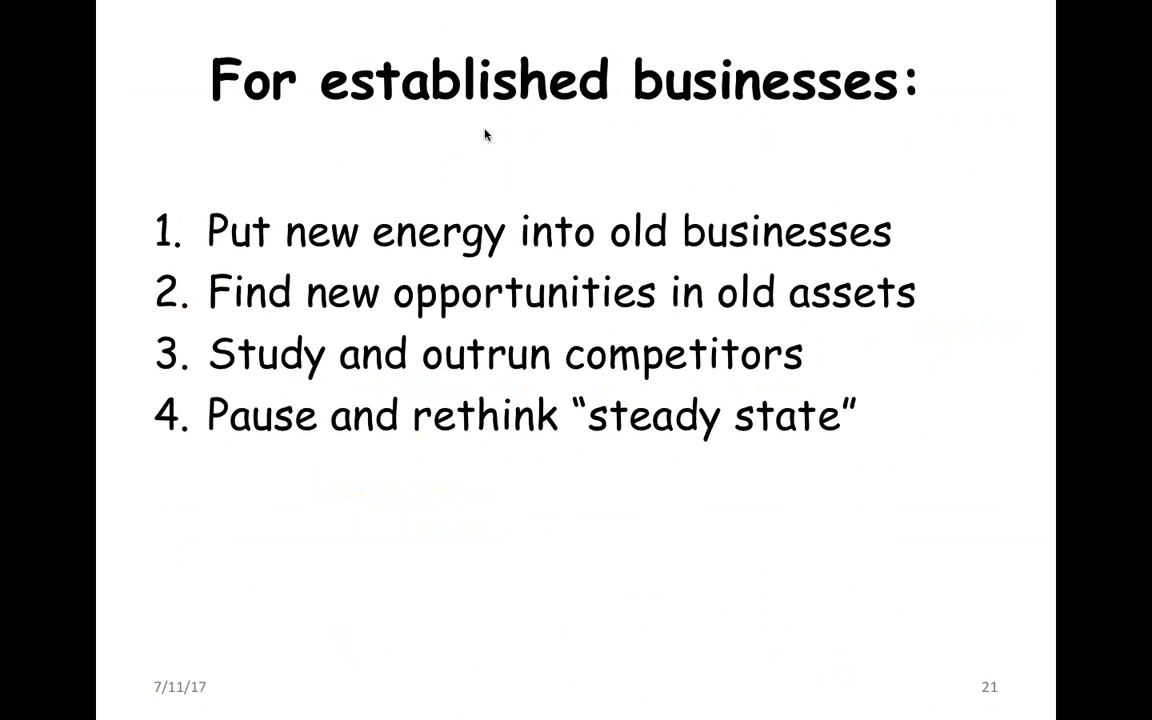 For established businesses:
1. Put new energy into old businesses
2. Find new opportunities in old assets
3. Study and outrun competitors
4. Pause and rethink “steady state”
7/11/17
21